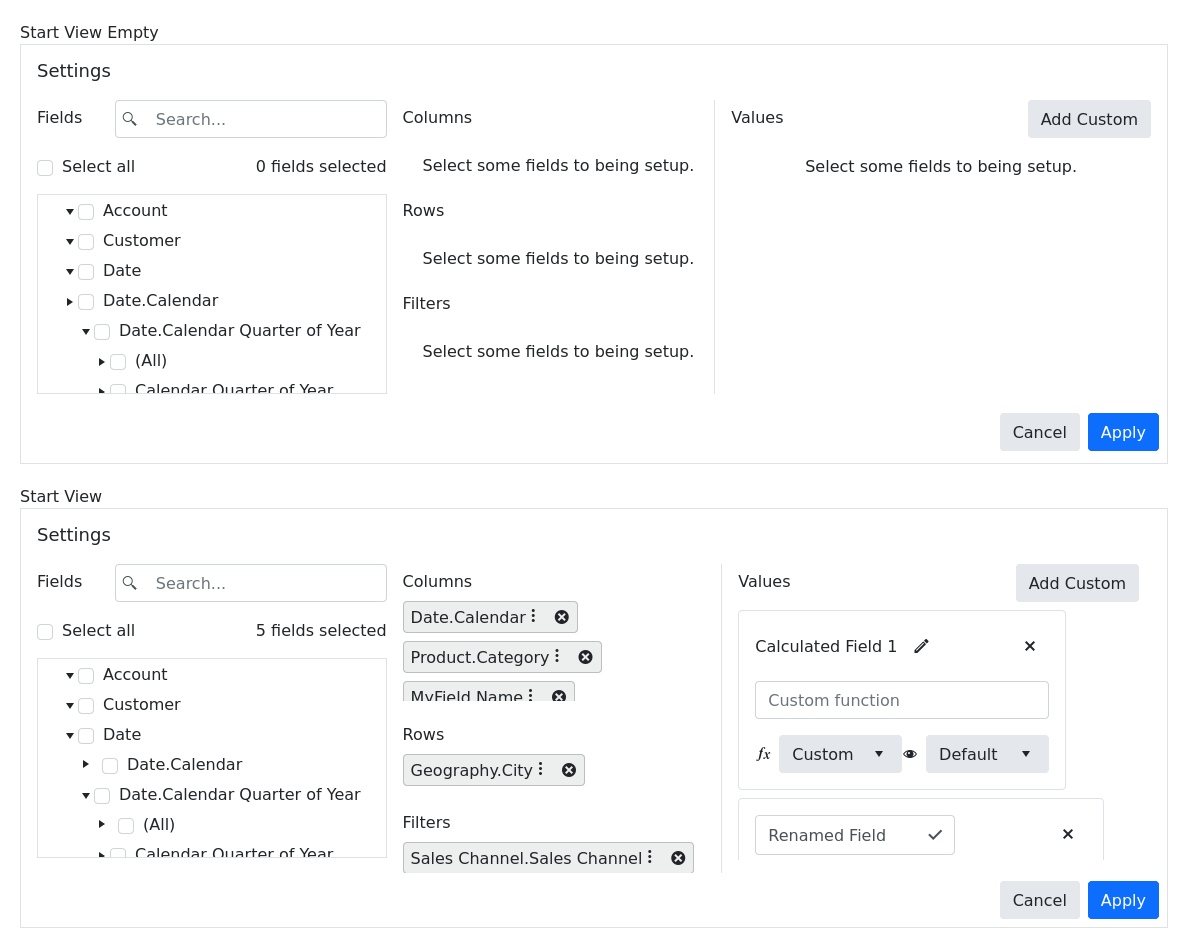 Start View Empty
Settings
Fields
Search...
Select all
0 fields selected
Account
Customer
Date
Date.Calendar
Date.Calendar Quarter of Year
(All)
Calendar Quarter of Year
Columns
Select some fields to being setup.
Rows
Select some fields to being setup.
Filters
Select some fields to being setup.
Values
Add Custom
Select some fields to being setup.
Cancel
Apply
Start View
Settings
Fields
Search...
Select all
5 fields selected
Account
Customer
Date
Date.Calendar
Date.Calendar Quarter of Year
(All)
Calendar Quarter of Year
Columns
Date.Calendar
Product.Category
MyField Name
Rows
Geography.City
Filters
Sales Channel.Sales Channel
Values
Add Custom
Calculated Field 1
Custom function
fx
Custom
Default
Renamed Field
Cancel
Apply